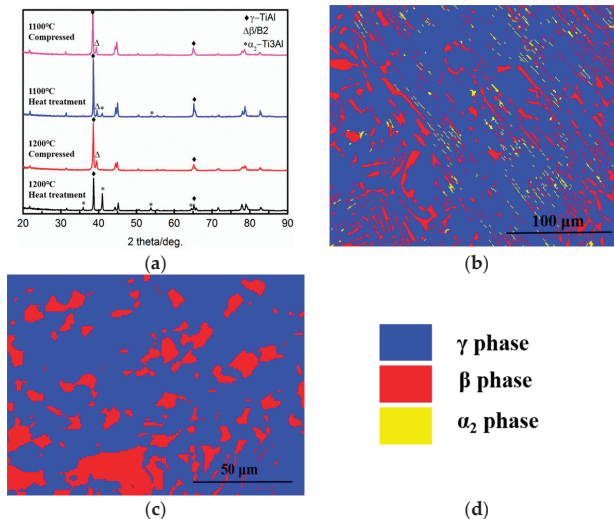 1100℃
Compressed
◆γ–TiAl
Δβ/B2
*α₂–Ti3Al
Δ
1100℃
Heat treatment
Δ
*
*
1200℃
Compressed
Δ
1200℃
Heat treatment
*
*
*
*
20 30 40 50 60 70 80 90
2 theta/deg.
(a)
100 μm
(b)
50 μm
(c)
γ phase
β phase
α₂ phase
(d)